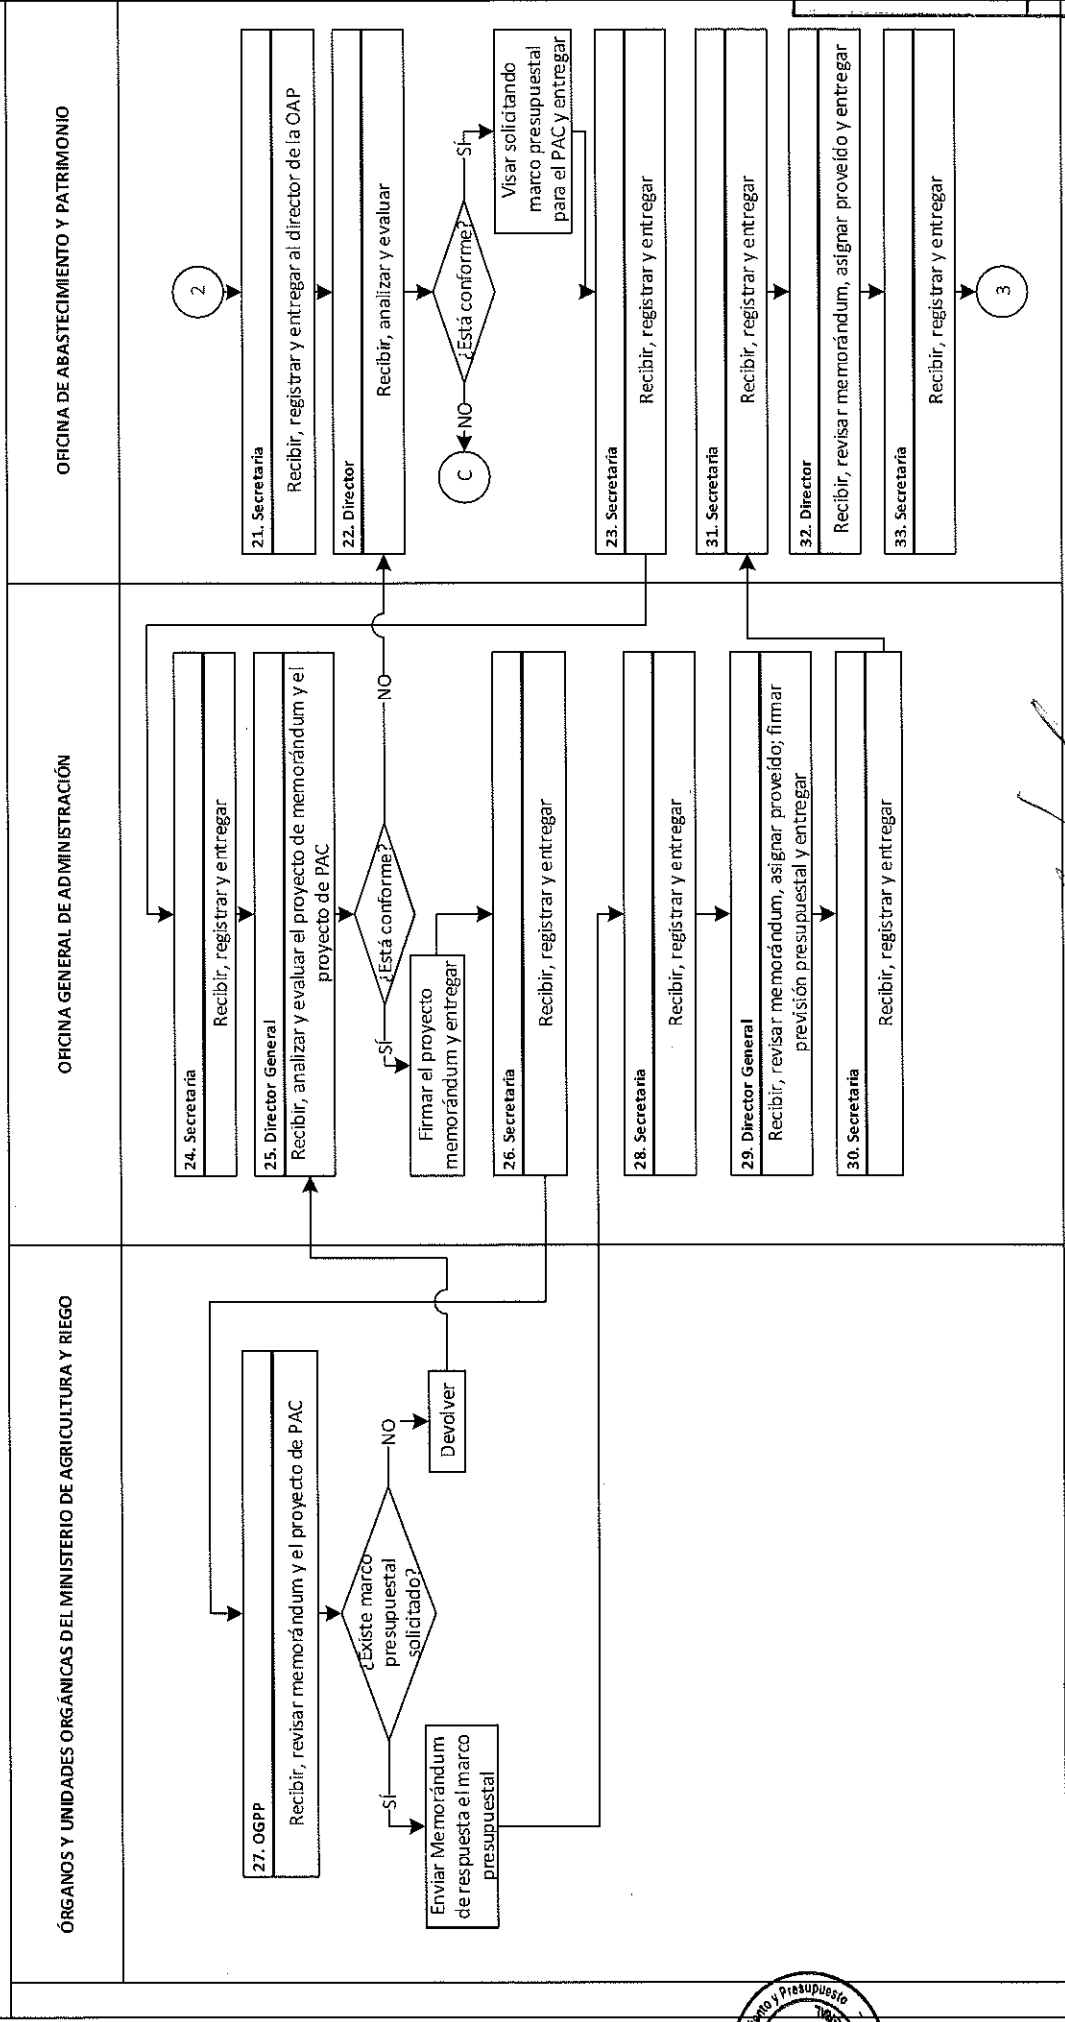 ÓRGANOS Y UNIDADES ORGÁNICAS DEL MINISTERIO DE AGRICULTURA Y RIEGO
OFICINA GENERAL DE ADMINISTRACIÓN
OFICINA DE ABASTECIMIENTO Y PATRIMONIO
27. OGPP
Recibir, revisar memorándum y el proyecto de PAC
¿Existe marco
presupuestal
solicitado?
SÍ
NO
Enviar Memorándum
de respuesta el marco
presupuestal
Devolver
24. Secretaria
Recibir, registrar y entregar
25. Director General
Recibir, analizar y evaluar el proyecto de memorándum y el
proyecto de PAC
¿Está conforme?
SÍ
NO
Firmar el proyecto
memorándum y entregar
26. Secretaria
Recibir, registrar y entregar
28. Secretaria
Recibir, registrar y entregar
29. Director General
Recibir, revisar memorándum, asignar proveído; firmar
previsión presupuestal y entregar
30. Secretaria
Recibir, registrar y entregar
2
21. Secretaria
Recibir, registrar y entregar al director de la OAP
22. Director
Recibir, analizar y evaluar
¿Está conforme?
NO
SÍ
C
Visar solicitando
marco presupuestal
para el PAC y entregar
23. Secretaria
Recibir, registrar y entregar
31. Secretaria
Recibir, registrar y entregar
32. Director
Recibir, revisar memorándum, asignar proveído y entregar
33. Secretaria
Recibir, registrar y entregar
3
y Presupuesto